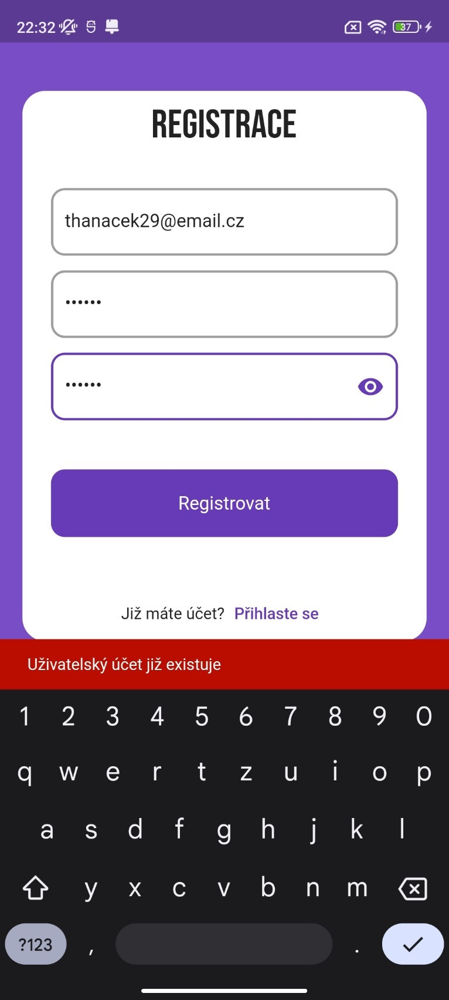 22:32
37
REGISTRACE
thanacek29@email.cz
••••••
••••••
Registrovat
Již máte účet? Přihlaste se
Uživatelský účet již existuje
1 2 3 4 5 6 7 8 9 0
q w e r t z u i o p
a s d f g h j k l
y x c v b n m
?123 , .